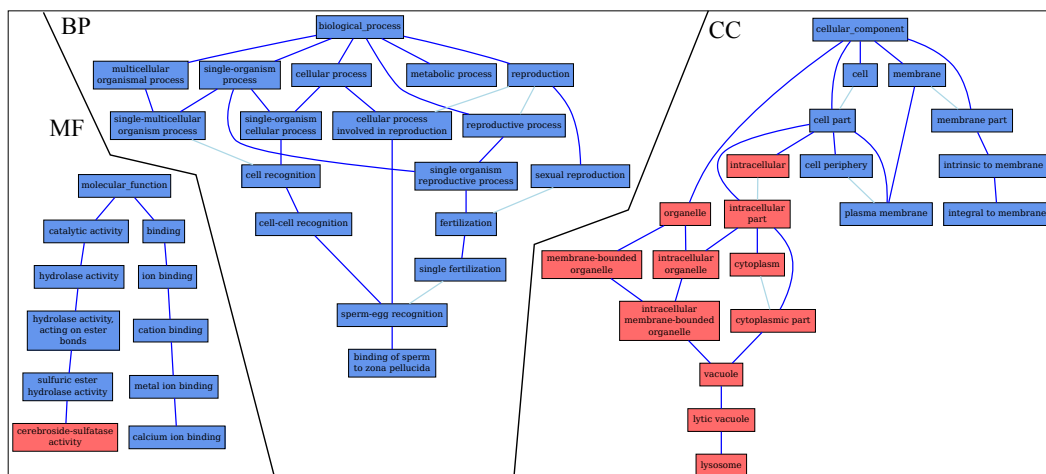 BP
biological_process
multicellular
organismal process
single-organism
process
cellular process
metabolic process
reproduction
single-multicellular
organism process
single-organism
cellular process
cellular process
involved in reproduction
reproductive process
cell recognition
single organism
reproductive process
sexual reproduction
cell-cell recognition
fertilization
single fertilization
sperm-egg recognition
binding of sperm
to zona pellucida
MF
molecular_function
catalytic activity
binding
hydrolase activity
ion binding
hydrolase activity,
acting on ester
bonds
cation binding
sulfuric ester
hydrolase activity
metal ion binding
cerebroside-sulfatase
activity
calcium ion binding
CC
cellular_component
cell
membrane
cell part
membrane part
intracellular
cell periphery
intrinsic to membrane
organelle
intracellular
part
plasma membrane
integral to membrane
membrane-bounded
organelle
intracellular
organelle
cytoplasm
intracellular
membrane-bounded
organelle
cytoplasmic part
vacuole
lytic vacuole
lysosome